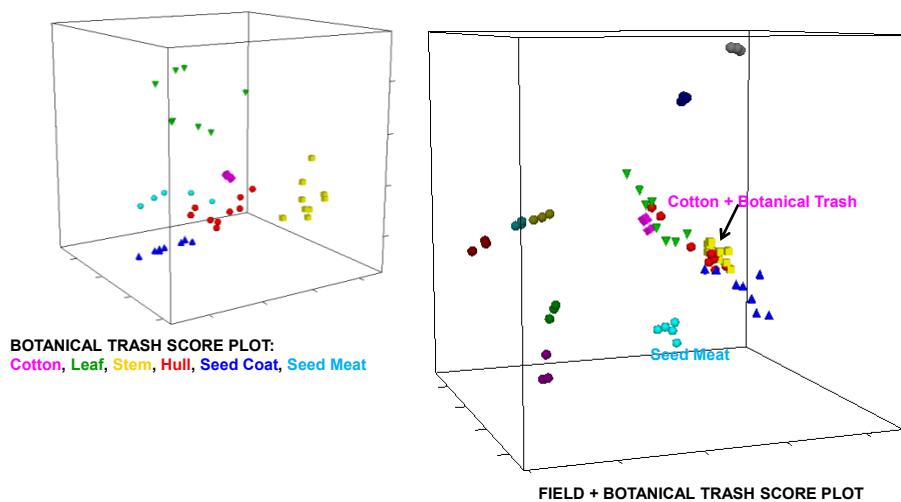 BOTANICAL TRASH SCORE PLOT:
Cotton, Leaf, Stem, Hull, Seed Coat, Seed Meat
Cotton + Botanical Trash
Seed Meat
FIELD + BOTANICAL TRASH SCORE PLOT